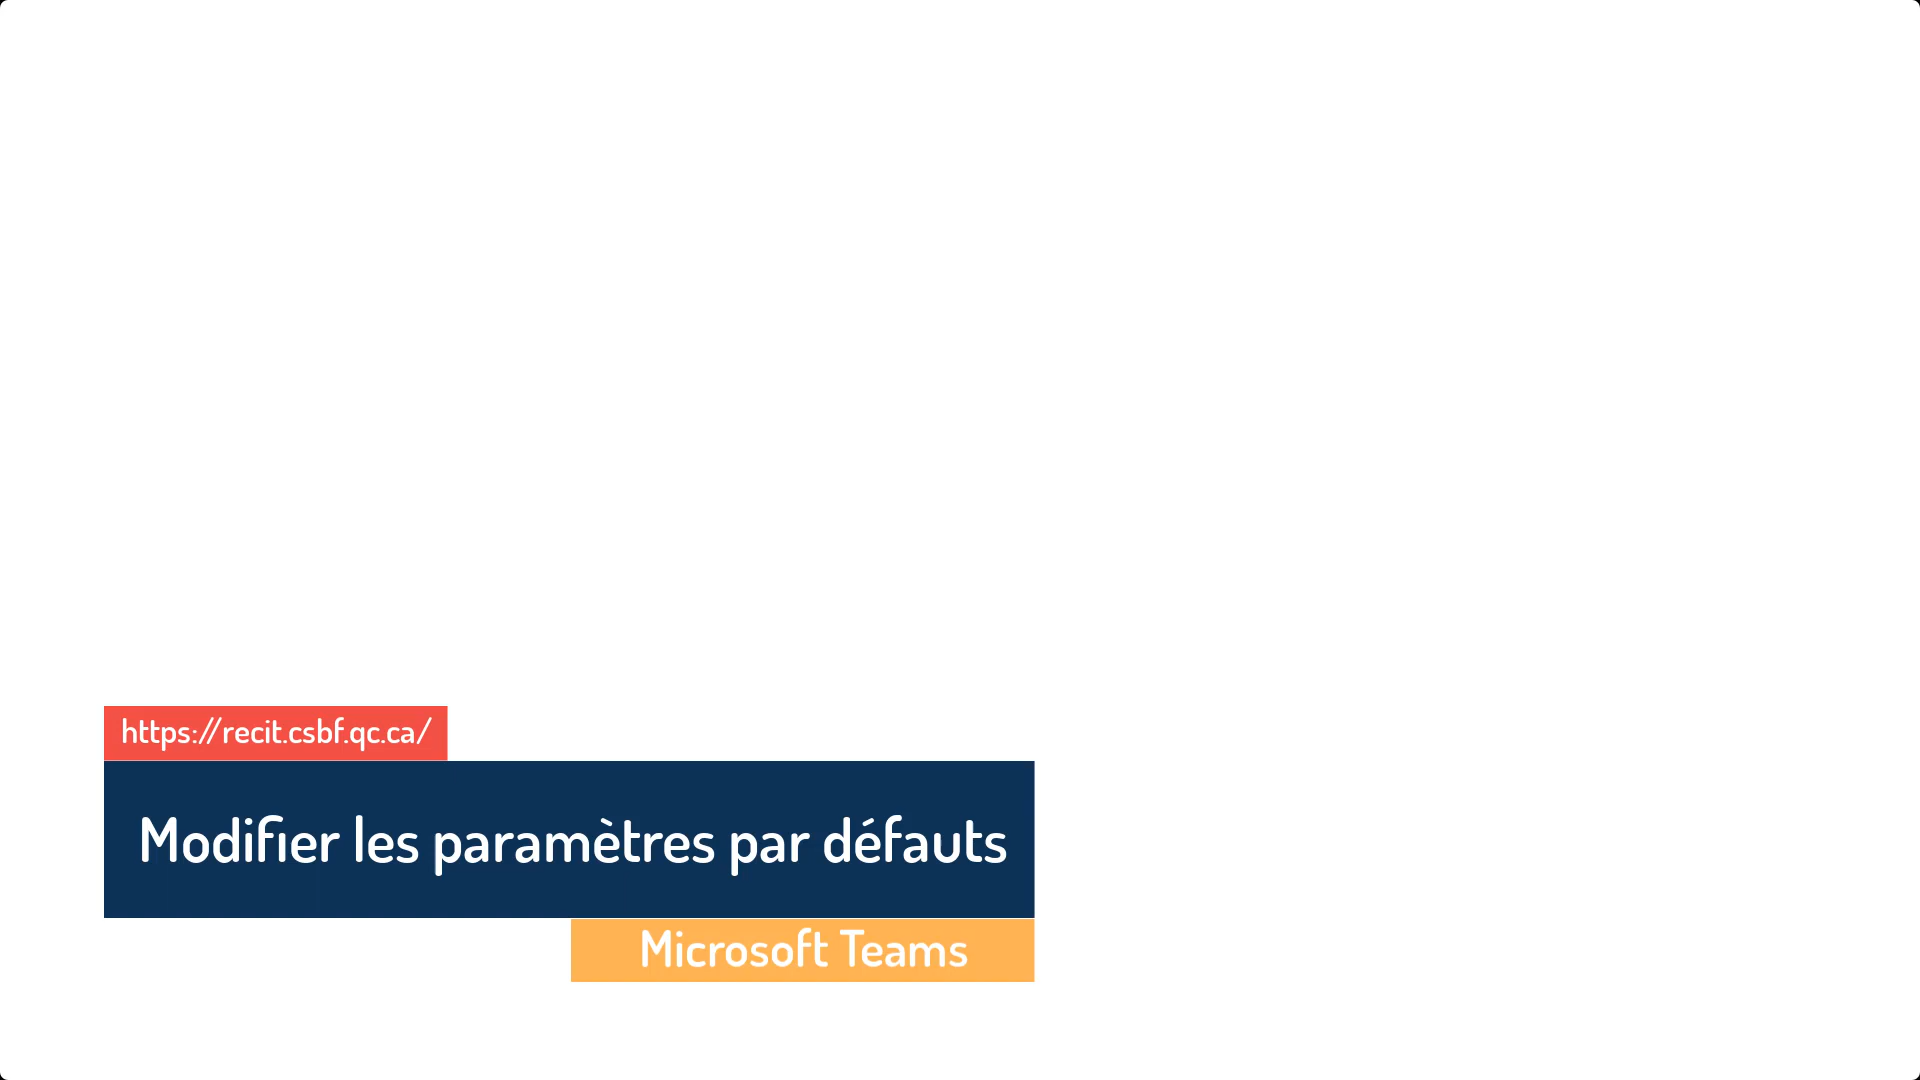 https://recit.csbf.qc.ca/
Modifier les paramètres par défauts
Microsoft Teams